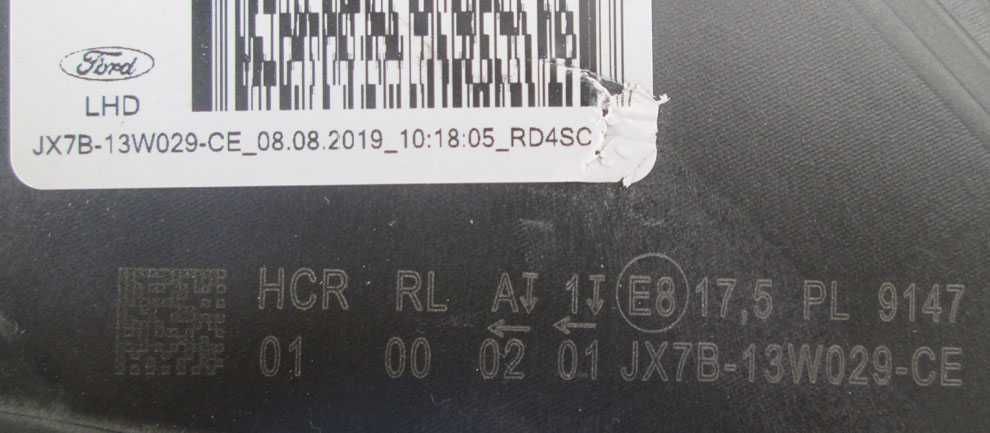 Ford
LHD
JX7B-13W029-CE_08.08.2019_10:18:05_RD4SC
HCR RL A 1 E8 17,5 PL 9147
01 00 02 01 JX7B-13W029-CE